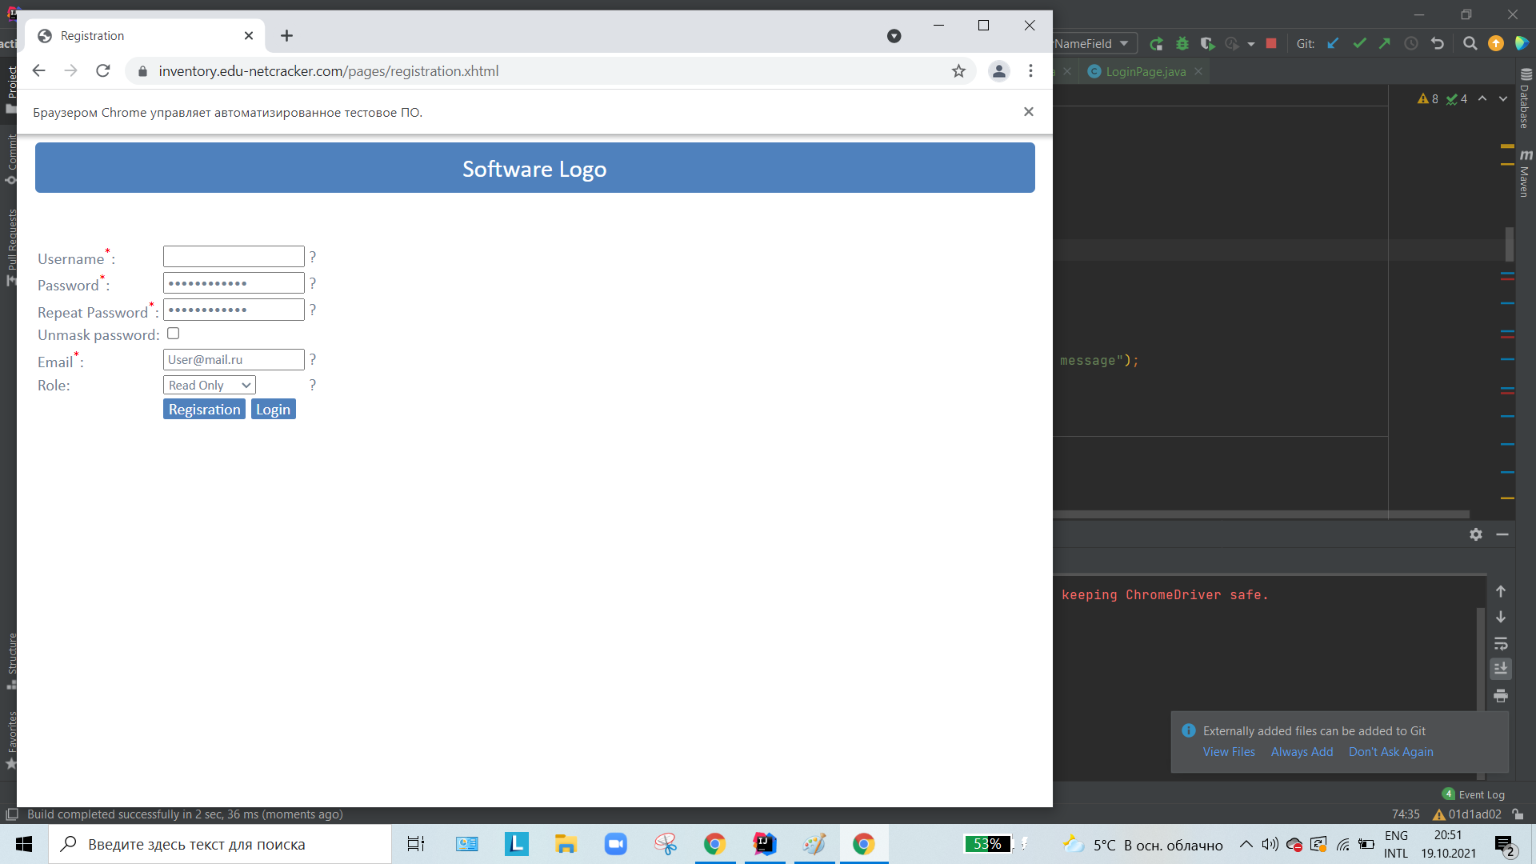 Registration
inventory.edu-netcracker.com/pages/registration.xhtml
Браузером Chrome управляет автоматизированное тестовое ПО.
Software Logo
Username*: ?
Password*: •••••••••••• ?
Repeat Password*: •••••••••••• ?
Unmask password:
Email*: User@mail.ru ?
Role: Read Only ?
Regisration Login
NameField
Git:
LoginPage.java
8 4
Project
Commit
Pull Requests
Structure
Favorites
Database
m
Maven
message");
keeping ChromeDriver safe.
Externally added files can be added to Git
View Files Always Add Don't Ask Again
4 Event Log
Build completed successfully in 2 sec, 36 ms (moments ago)
74:35 01d1ad02
Введите здесь текст для поиска
L
53%
5°C В осн. облачно
ENG
INTL
20:51
19.10.2021
2